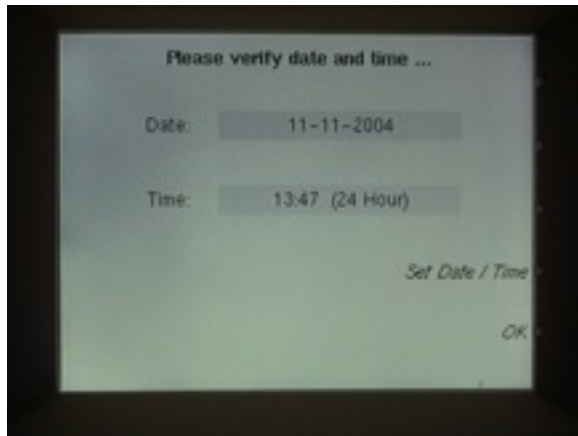 Please verify date and time ...
Date: 11-11-2004
Time: 13:47 (24 Hour)
Set Date / Time
OK